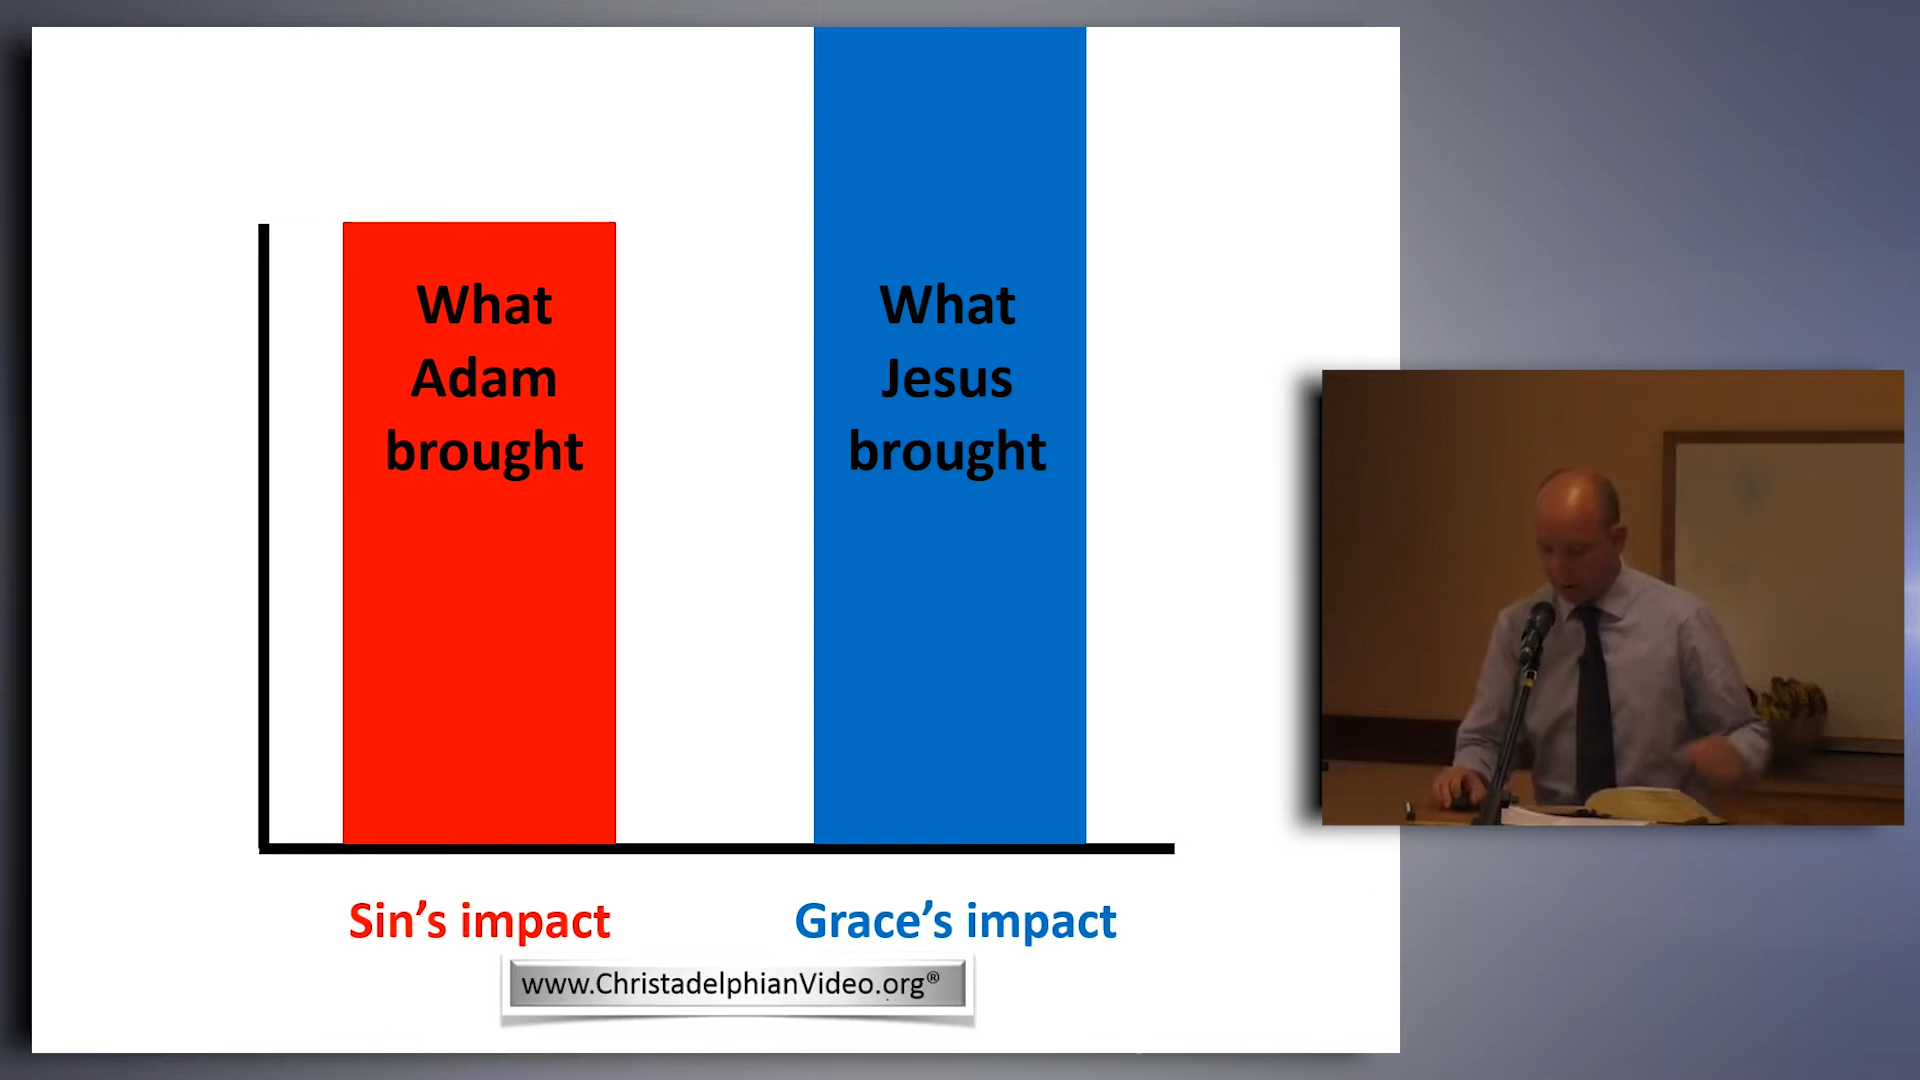 What
Adam
brought
What
Jesus
brought
Sin’s impact
Grace’s impact
www.ChristadelphianVideo.org®